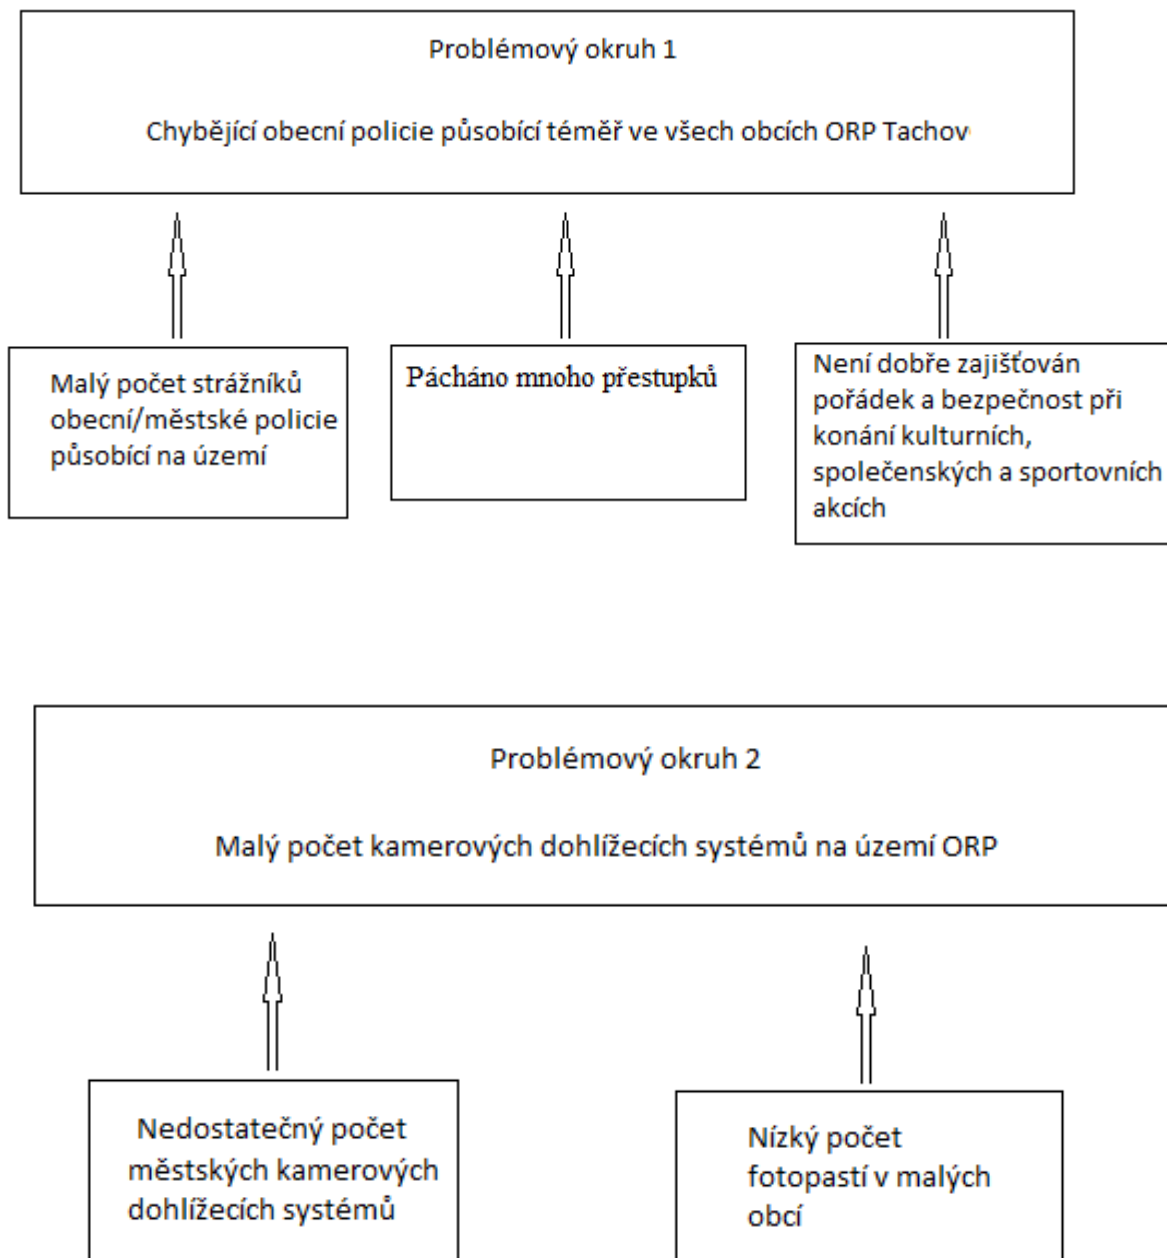 Problémový okruh 1
Chybějící obecní policie působící téměř ve všech obcích ORP Tachov
Malý počet strážníků
obecní/městské policie
působící na území
Pácháno mnoho přestupků
Není dobře zajišťován
pořádek a bezpečnost při
konání kulturních,
společenských a sportovních
akcích
Problémový okruh 2
Malý počet kamerových dohlížecích systémů na území ORP
Nedostatečný počet
městských kamerových
dohlížecích systémů
Nízký počet
fotopastí v malých
obcí